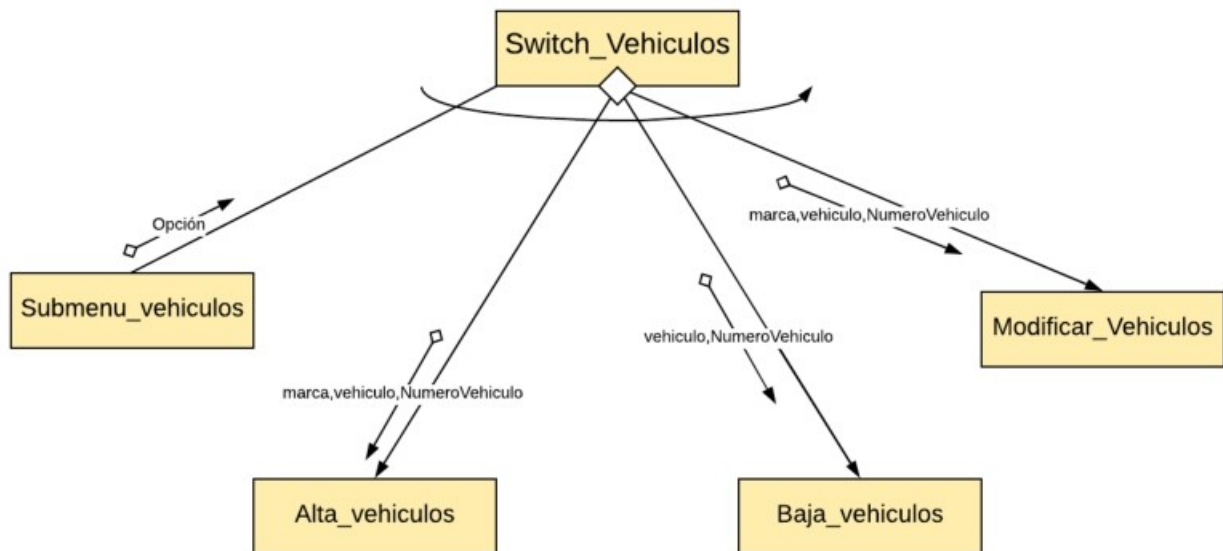 Switch_Vehiculos
Opción
marca,vehiculo,NumeroVehiculo
Submenu_vehiculos
vehiculo,NumeroVehiculo
Modificar_Vehiculos
marca,vehiculo,NumeroVehiculo
Alta_vehiculos
Baja_vehiculos